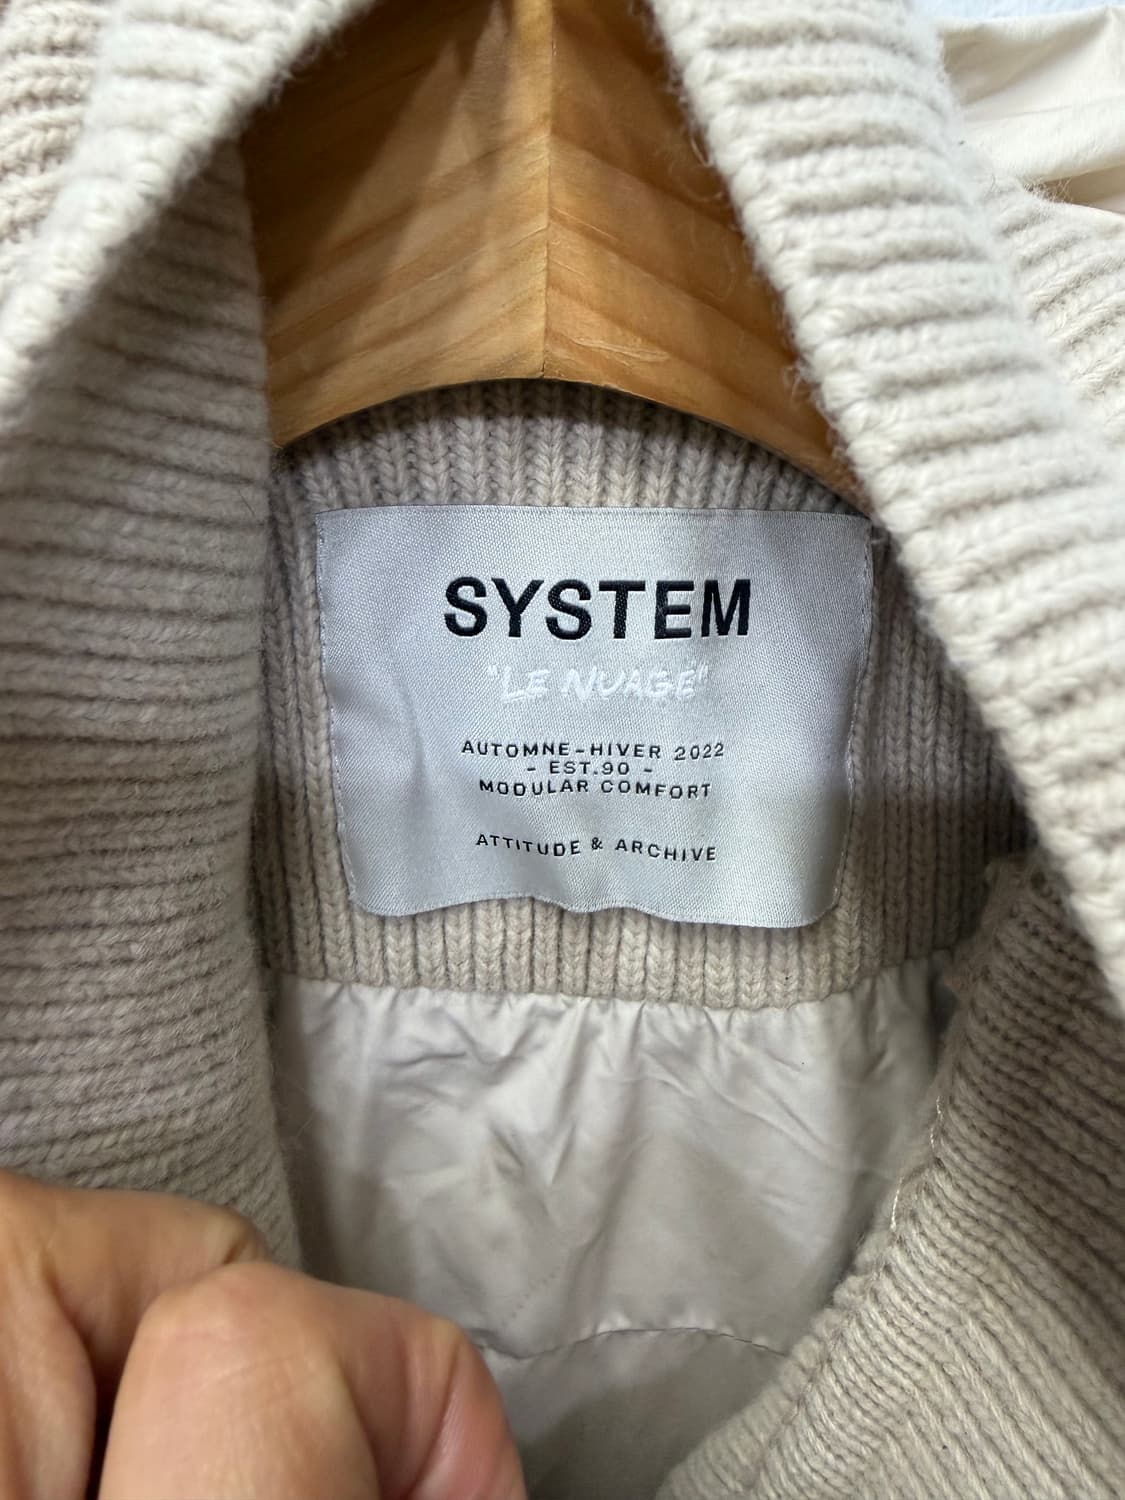 SYSTEM
"LE NUAGE"
AUTOMNE-HIVER 2022
- EST.90 -
MODULAR COMFORT
ATTITUDE & ARCHIVE